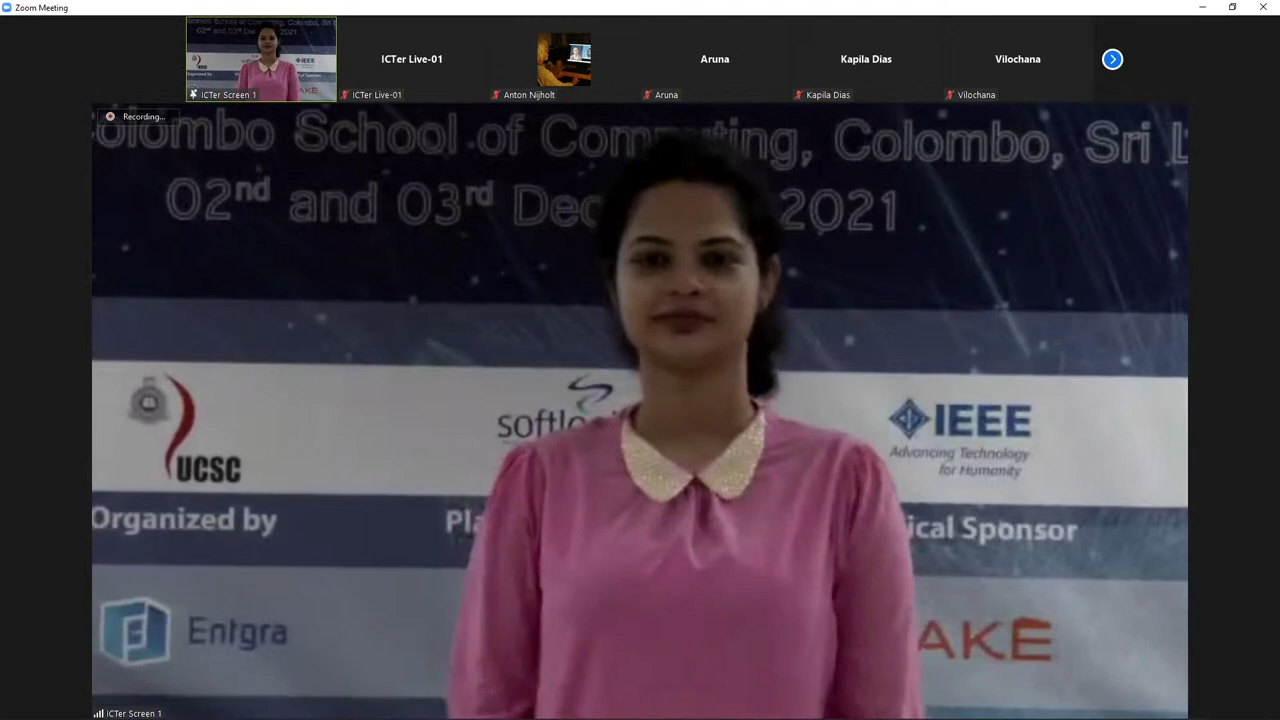 Zoom Meeting
ICTer Live-01
Aruna
Kapila Dias
Vilochana
ICTer Screen 1
ICTer Live-01
Anton Nijholt
Aruna
Kapila Dias
Vilochana
Recording...
olombo School of Computing, Colombo, Sri L
02nd and 03rd Dec 2021
UCSC
softlo
IEEE
Advancing Technology
for Humanity
Organized by
Pla
ical Sponsor
Entgra
AKE
ICTer Screen 1